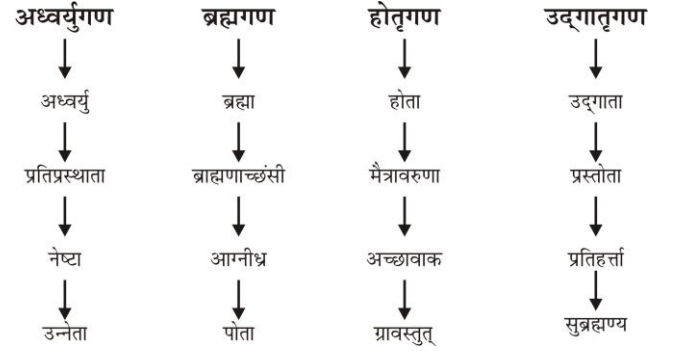 अध्वर्युगण ब्रह्मगण होतृगण उद्‌गातृगण
अध्वर्यु ब्रह्मा होता उद्‌गाता
प्रतिप्रस्थाता ब्राह्मणाच्छंसी मैत्रावरुणा प्रस्तोता
नेष्टा आग्नीध्र अच्छावाक प्रतिहर्त्ता
उन्नेता पोता ग्रावस्तुत् सुब्रह्मण्य